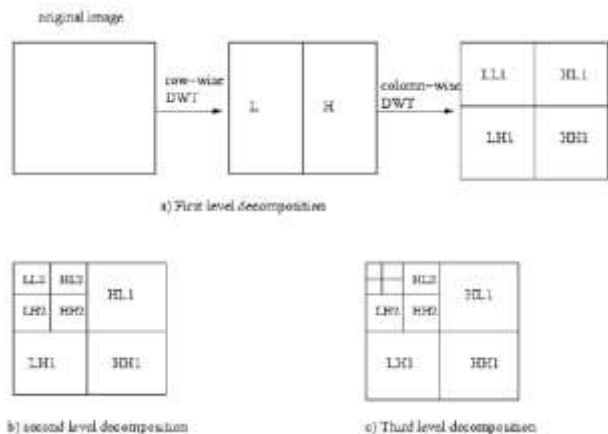 original image
row-wise
DWT
L H
column-wise
DWT
LL1 HL1
LH1 HH1
a) First level decomposition
LL2 HL2
HL1
LH2 HH2
LH1 HH1
b) second level decomposition
HL2
HL1
LH2 HH2
LH1 HH1
c) Third level decomposition